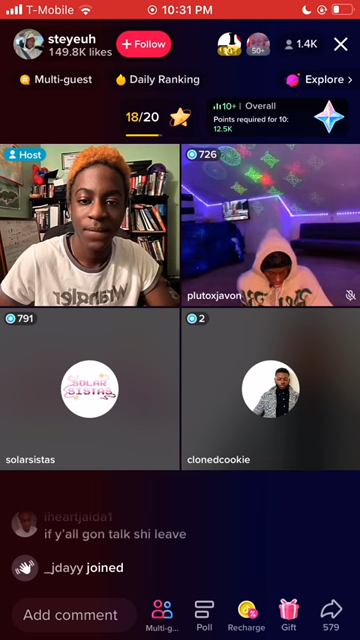 T-Mobile
10:31 PM
steyeuh
149.8K likes
+ Follow
50+
1.4K
Multi-guest
Daily Ranking
Explore >
18/20
10+ | Overall
Points required for 10:
12.5K
Host
726
Wrangler
plutoxjavon
791
2
SOLAR
SISTAS
solarsistas
clonedcookie
iheartjaida1
if y'all gon talk shi leave
_jdayy joined
Add comment
Multi-g...
Poll
Recharge
Gift
579